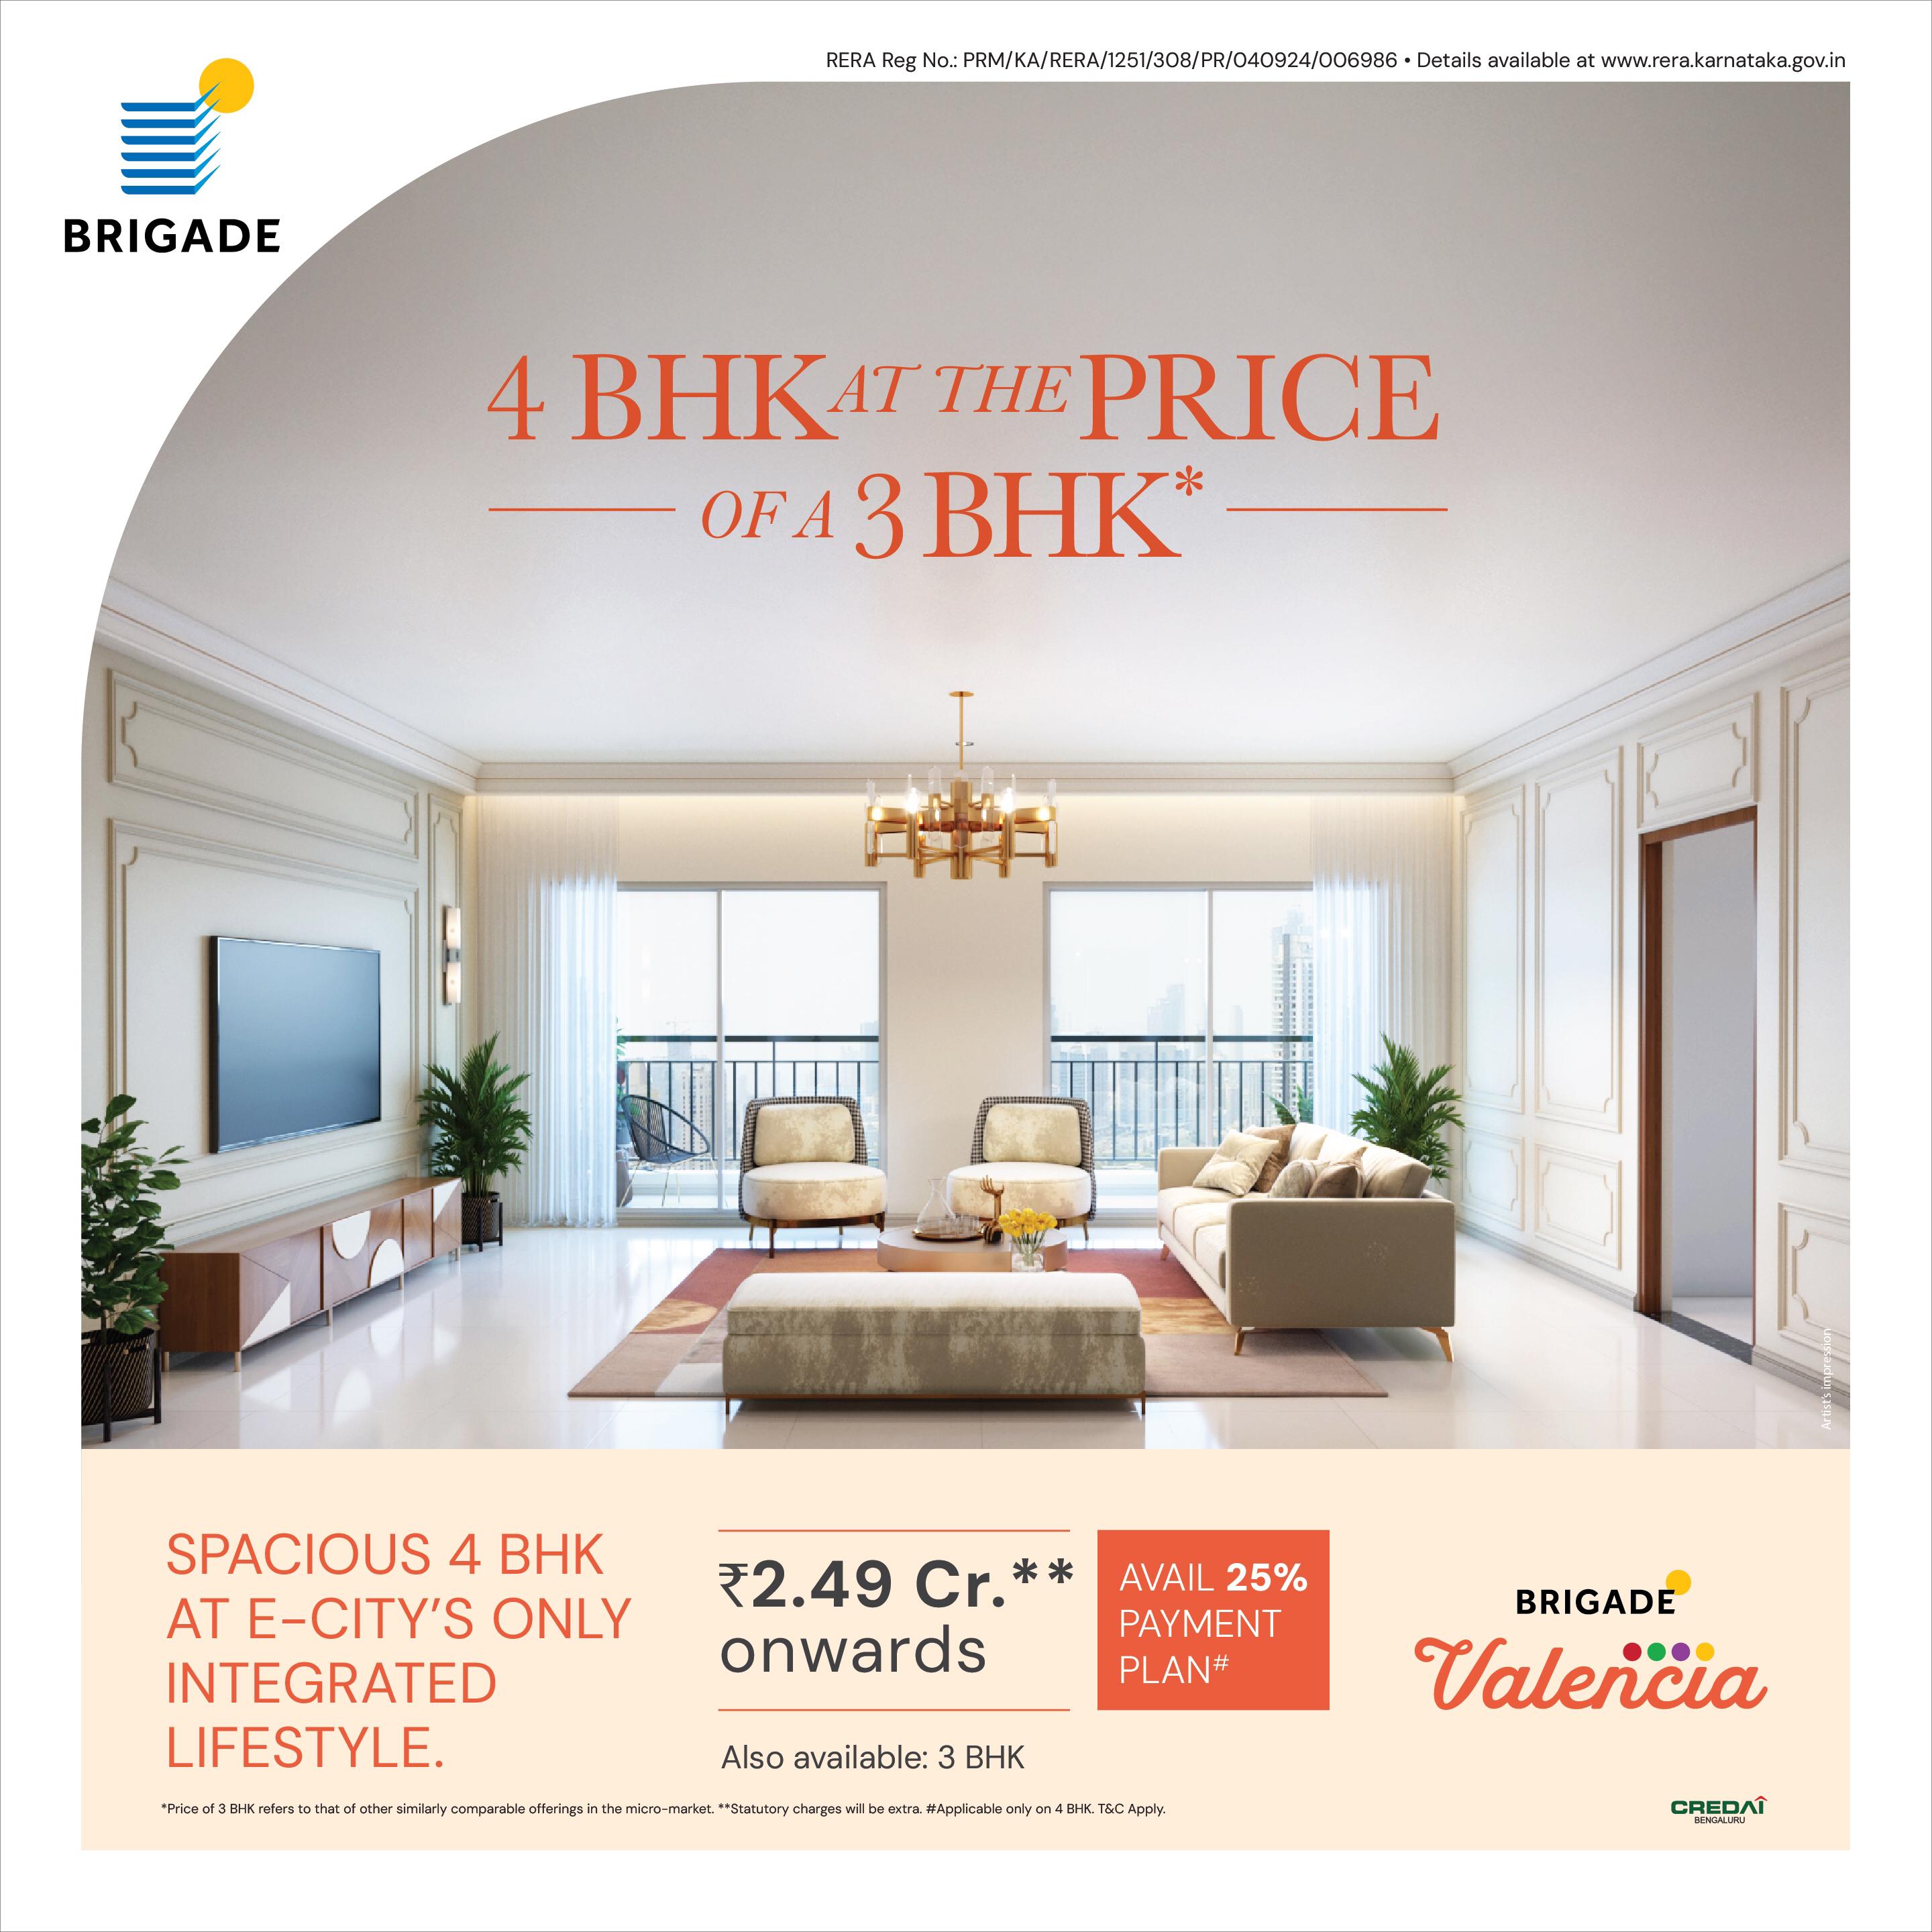 RERA Reg No.: PRM/KA/RERA/1251/308/PR/040924/006986 • Details available at www.rera.karnataka.gov.in
BRIGADE
4 BHK AT THE PRICE
OF A 3 BHK*
Artist's impression
SPACIOUS 4 BHK
AT E-CITY'S ONLY
INTEGRATED
LIFESTYLE.
₹2.49 Cr.**
onwards
Also available: 3 BHK
AVAIL 25%
PAYMENT
PLAN#
BRIGADE
Valencia
*Price of 3 BHK refers to that of other similarly comparable offerings in the micro-market. **Statutory charges will be extra. #Applicable only on 4 BHK. T&C Apply.
CREDAI
BENGALURU